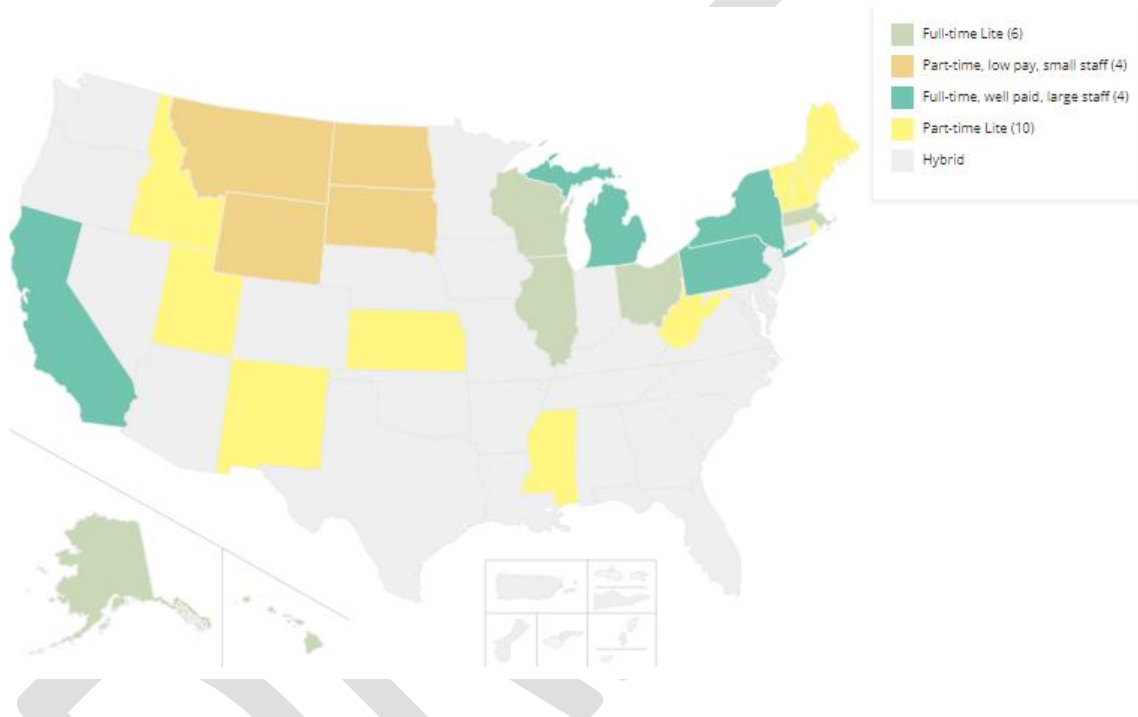 Full-time Lite (6)
Part-time, low pay, small staff (4)
Full-time, well paid, large staff (4)
Part-time Lite (10)
Hybrid